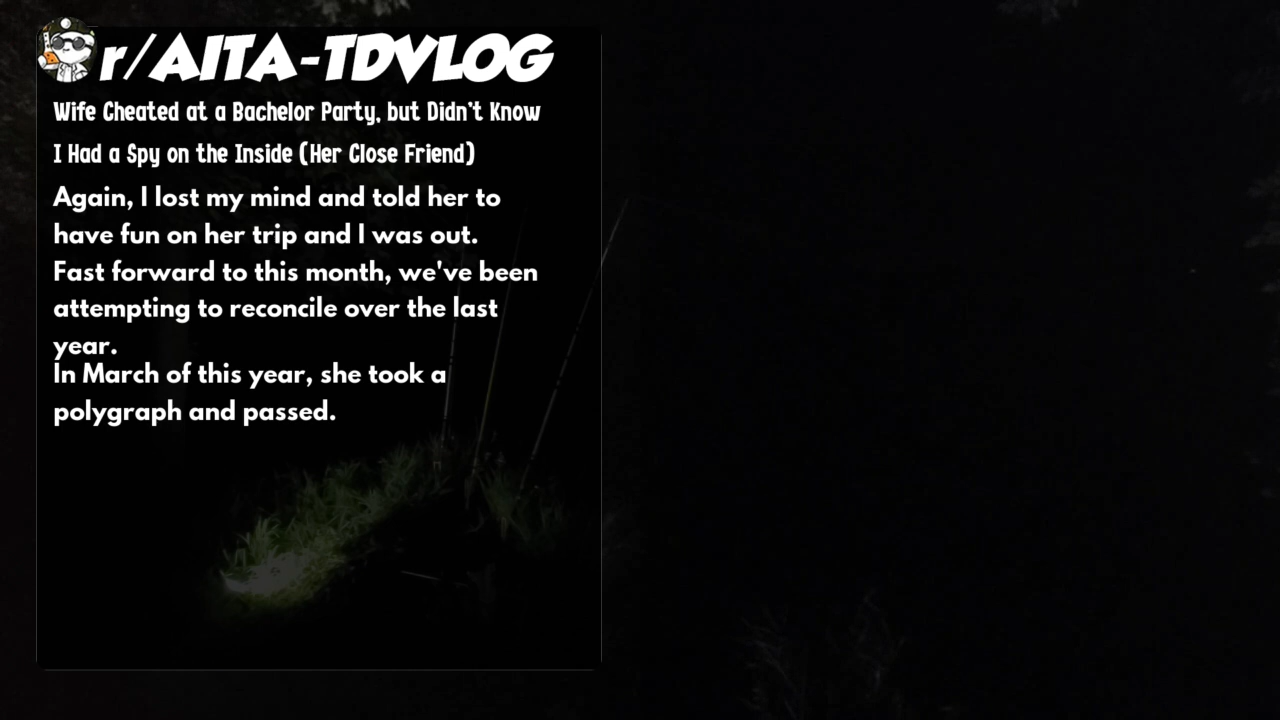 r/AITA-TDVLOG
Wife Cheated at a Bachelor Party, but Didn't Know
I Had a Spy on the Inside (Her Close Friend)
Again, I lost my mind and told her to
have fun on her trip and I was out.
Fast forward to this month, we've been
attempting to reconcile over the last
year.
In March of this year, she took a
polygraph and passed.